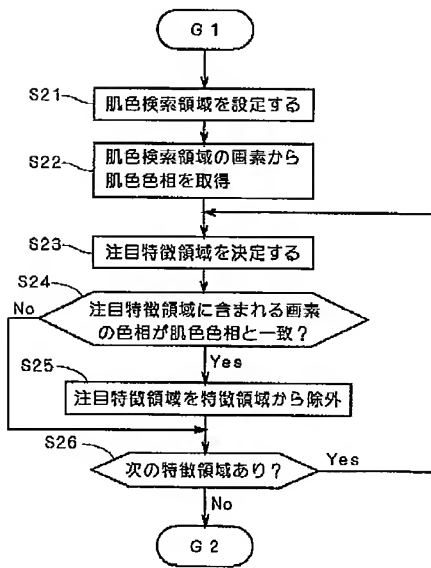 G1
S21
肌色検索領域を設定する
S22
肌色検索領域の画素から
肌色色相を取得
S23
注目特徴領域を決定する
S24
No
注目特徴領域に含まれる画素
の色相が肌色色相と一致?
Yes
S25
注目特徴領域を特徴領域から除外
S26
次の特徴領域あり?
Yes
No
G2